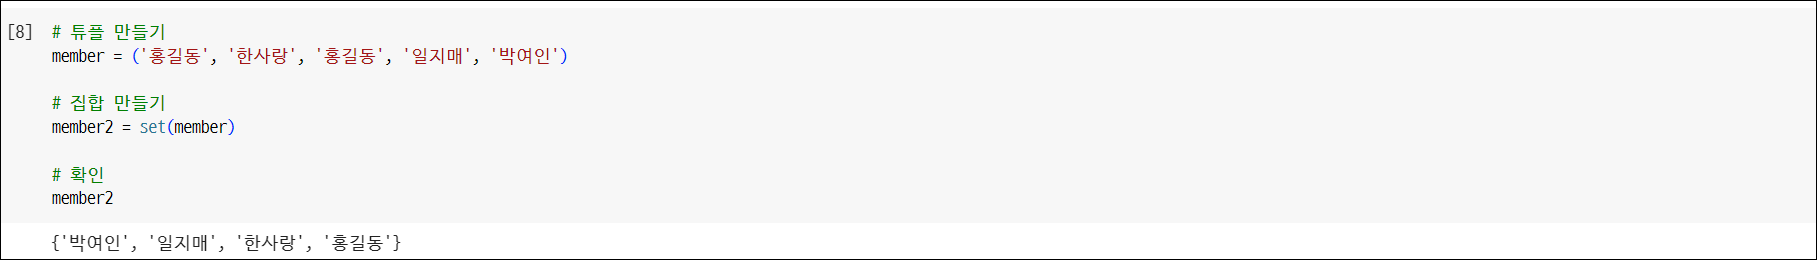 [8] # 튜플 만들기
member = ('홍길동', '한사랑', '홍길동', '일지매', '박여인')
# 집합 만들기
member2 = set(member)
# 확인
member2
{'박여인', '일지매', '한사랑', '홍길동'}